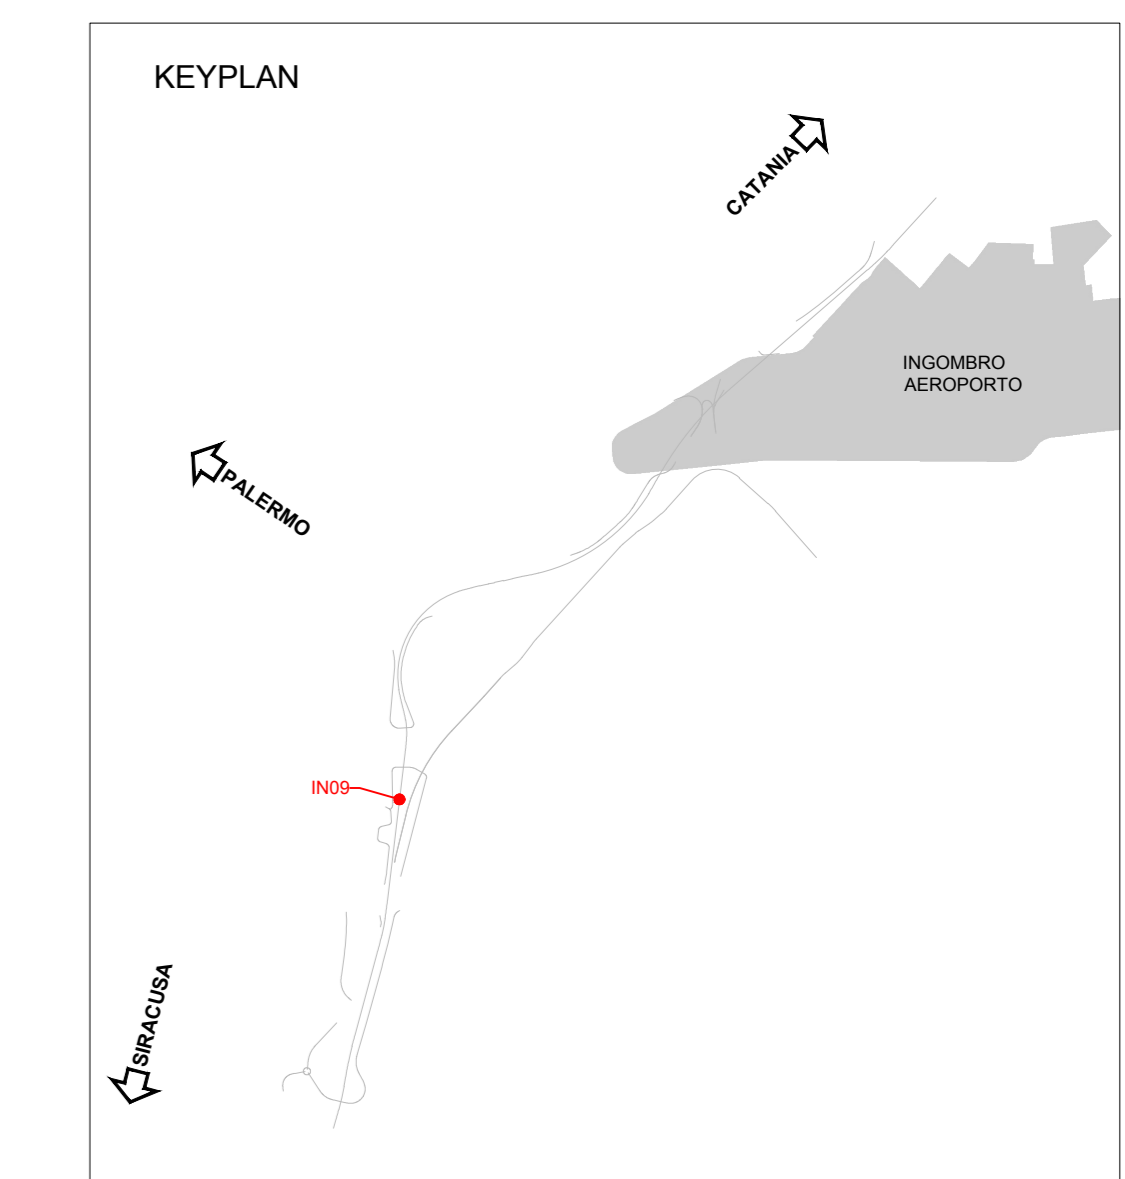 KEYPLAN
CATANIA
INGOMBRO
AEROPORTO
PALERMO
IN09
SIRACUSA